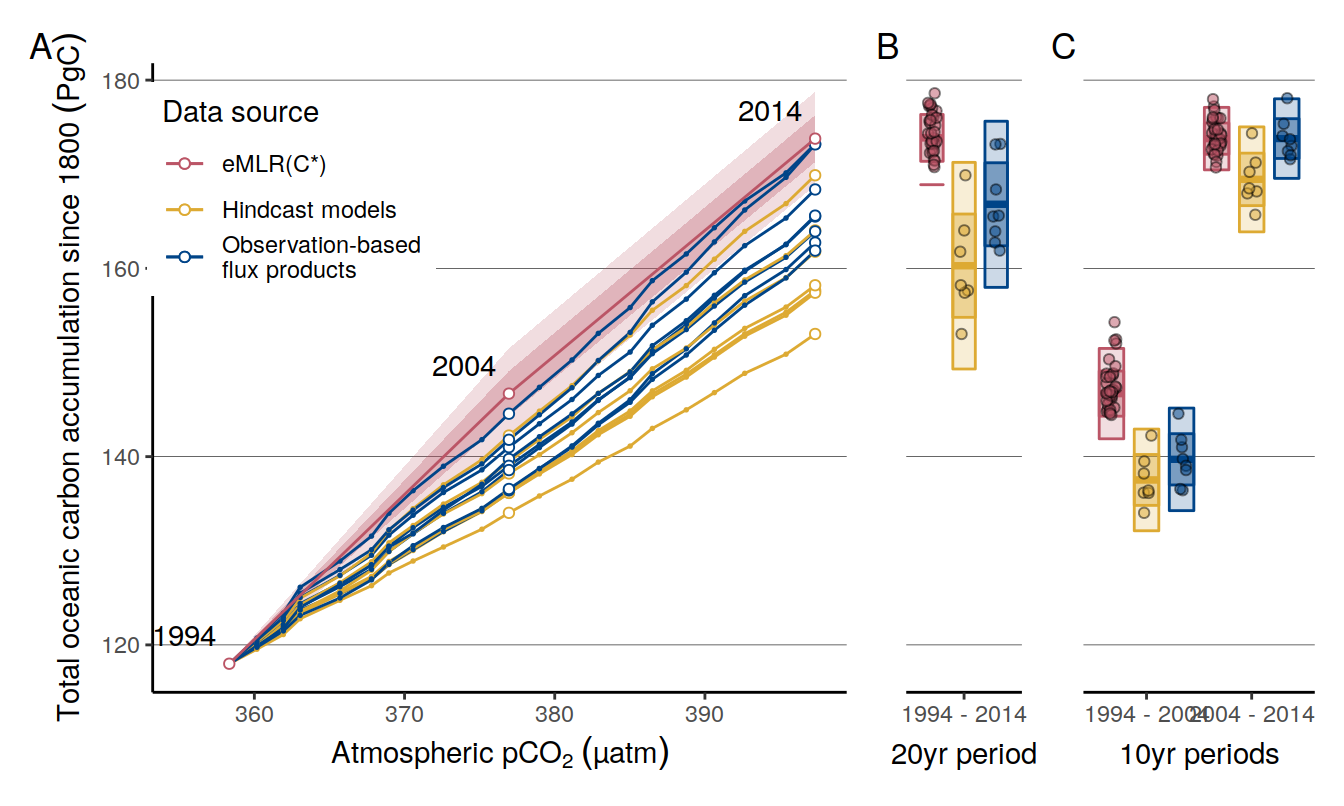 A
B
C
Total oceanic carbon accumulation since 1800 (PgC)
180
160
140
120
Data source
eMLR(C*)
Hindcast models
Observation-based
flux products
2014
2004
1994
360
370
380
390
Atmospheric pCO₂ (µatm)
1994 - 2014
20yr period
1994 - 2004
2004 - 2014
10yr periods